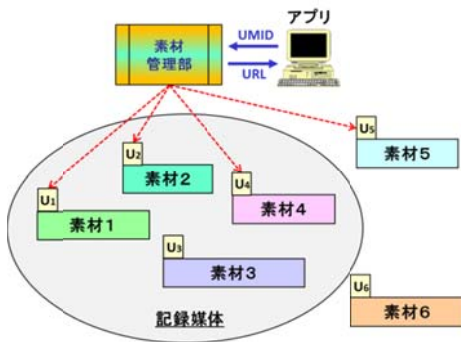 アプリ
素材
管理部
UMID
URL
U5
素材5
U2
素材2
U4
素材4
U1
素材1
U3
素材3
U6
素材6
記録媒体